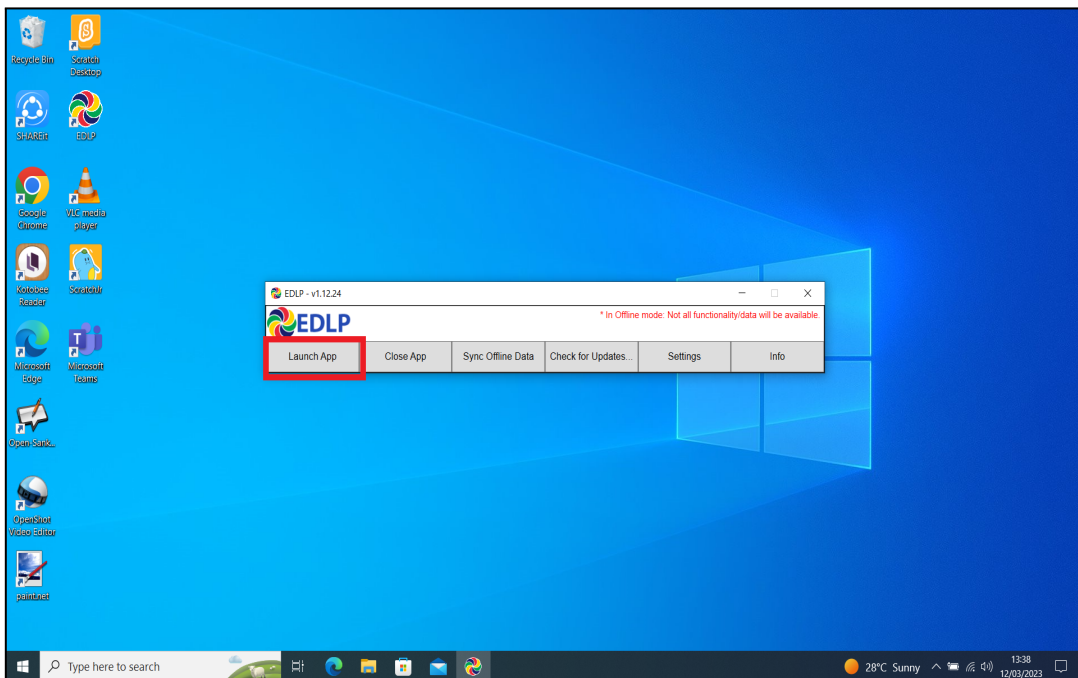 Recycle Bin
Scratch
Desktop
SHAREit
EDLP
Google
Chrome
VLC media
player
Kotobee
Reader
ScratchJr
Microsoft
Edge
Microsoft
Teams
Open-Sank...
OpenShot
Video Editor
paint.net
EDLP - v1.12.24
EDLP
* In Offline mode: Not all functionality/data will be available.
Launch App
Close App
Sync Offline Data
Check for Updates...
Settings
Info
Type here to search
28°C Sunny
13:38
12/03/2023